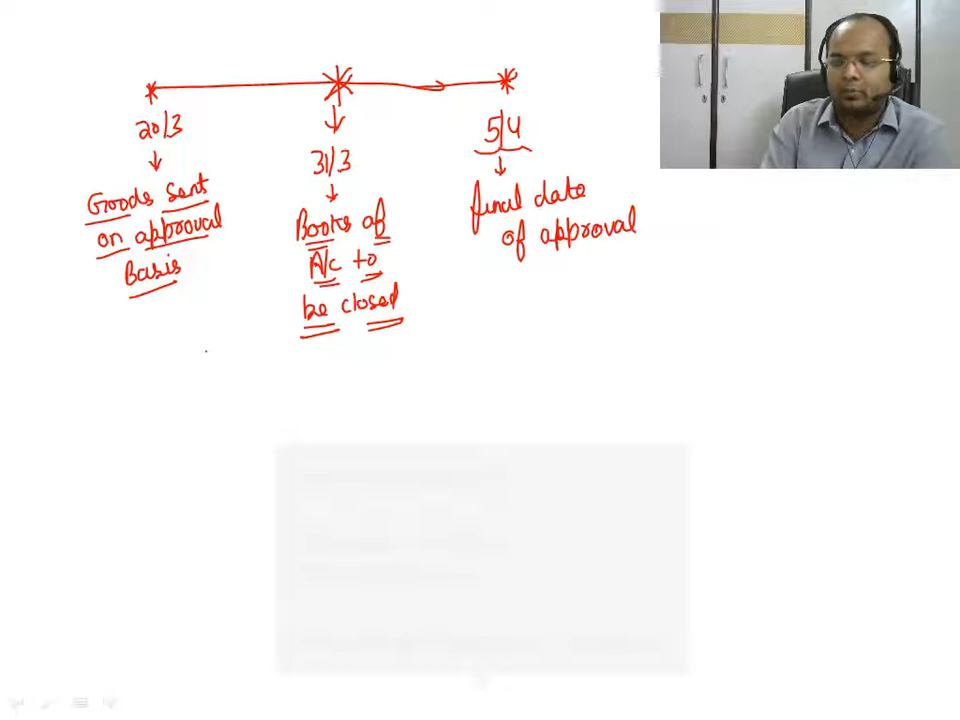 20/3
Goods sent
on approval
Basis
31/3
Books of
A/c to
be closed
5/4
final date
of approval